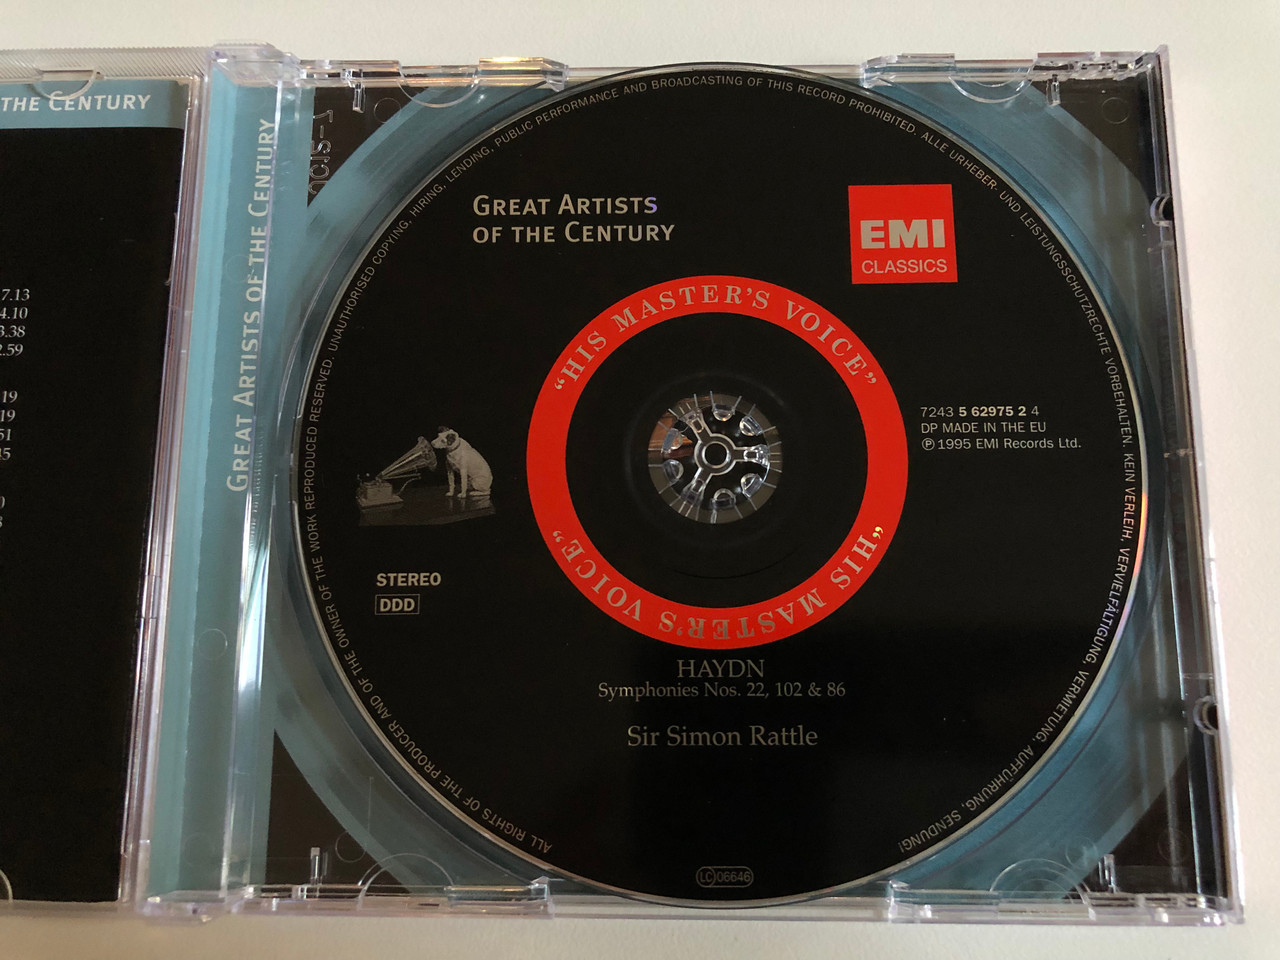 OF THE CENTURY
7.13
4.10
3.38
2.59
19
19
51
GREAT ARTISTS OF THE CENTURY
GREAT ARTISTS
OF THE CENTURY
EMI
CLASSICS
"HIS MASTER'S VOICE"
"HIS MASTER'S VOICE"
7243 5 62975 2 4
DP MADE IN THE EU
℗ 1995 EMI Records Ltd.
STEREO
DDD
HAYDN
Symphonies Nos. 22, 102 & 86
Sir Simon Rattle
LC 06646
ALL RIGHTS OF THE PRODUCER AND OF THE OWNER OF THE WORK REPRODUCED RESERVED. UNAUTHORISED COPYING, HIRING, LENDING, PUBLIC PERFORMANCE AND BROADCASTING OF THIS RECORD PROHIBITED. ALLE URHEBER- UND LEISTUNGSSCHUTZRECHTE VORBEHALTEN. KEIN VERLEIH, VERVIELFÄLTIGUNG, VERMIETUNG, AUFFÜHRUNG, SENDUNG!